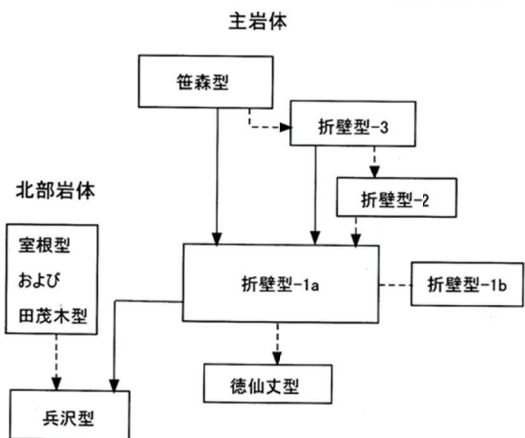 主岩体
笹森型
折壁型-3
折壁型-2
北部岩体
室根型
および
田茂木型
折壁型-1a
折壁型-1b
徳仙丈型
兵沢型